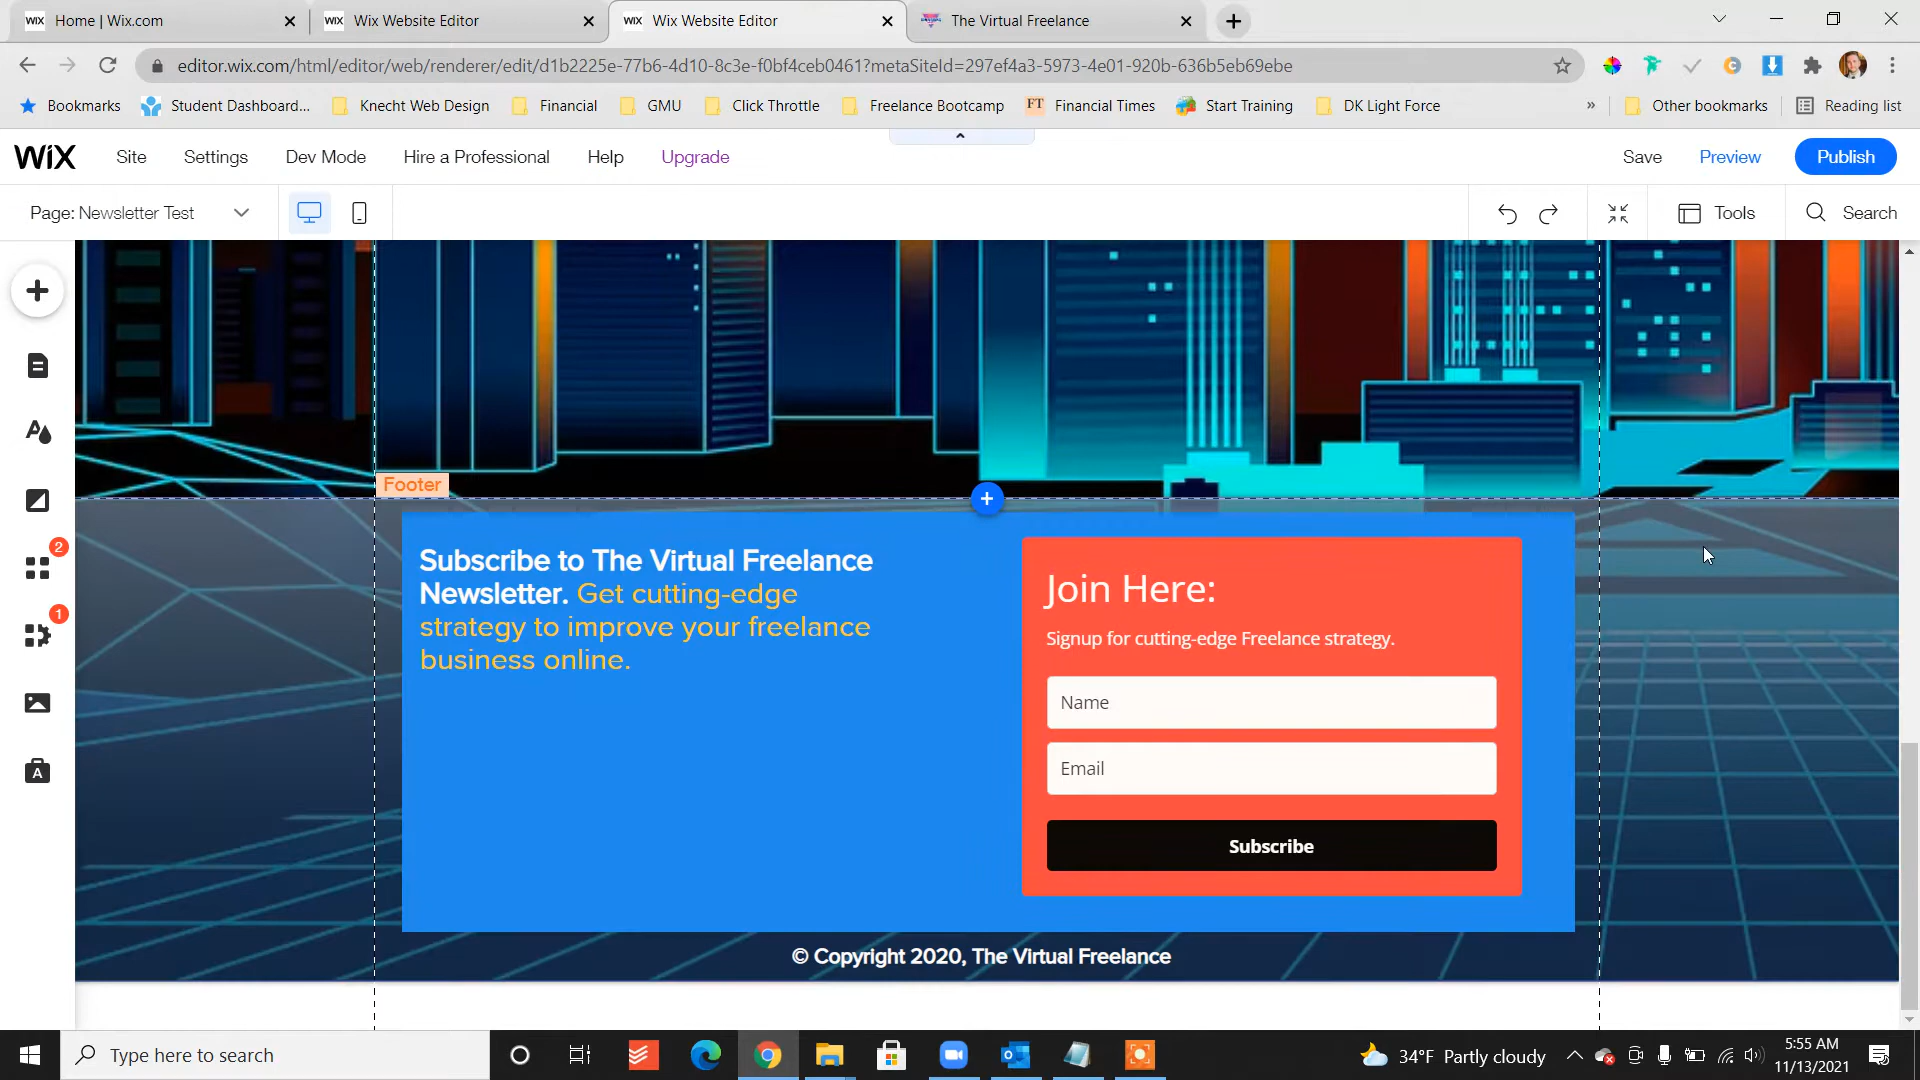 WiX Home | Wix.com
WiX Wix Website Editor
WiX Wix Website Editor
The Virtual Freelance
editor.wix.com/html/editor/web/renderer/edit/d1b2225e-77b6-4d10-8c3e-f0bf4ceb0461?metaSiteId=297ef4a3-5973-4e01-920b-636b5eb69ebe
Bookmarks
Student Dashboard...
Knecht Web Design
Financial
GMU
Click Throttle
Freelance Bootcamp
FT Financial Times
Start Training
DK Light Force
»
Other bookmarks
Reading list
WiX
Site
Settings
Dev Mode
Hire a Professional
Help
Upgrade
Save
Preview
Publish
Page: Newsletter Test
Tools
Search
2
1
A
Footer
Subscribe to The Virtual Freelance
Newsletter. Get cutting-edge
strategy to improve your freelance
business online.
Join Here:
Signup for cutting-edge Freelance strategy.
Name
Email
Subscribe
© Copyright 2020, The Virtual Freelance
Type here to search
34°F Partly cloudy
5:55 AM
11/13/2021